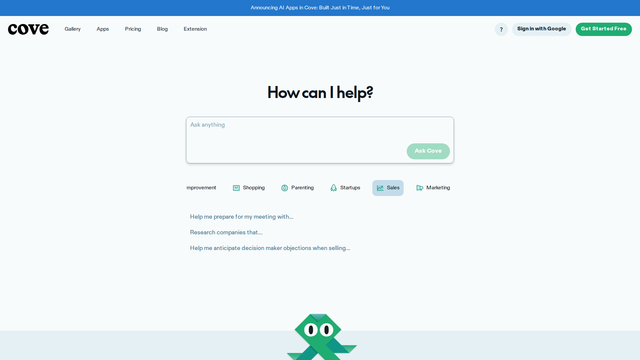 Announcing AI Apps in Cove: Built Just in Time, Just for You
cove Gallery Apps Pricing Blog Extension ? Sign in with Google Get Started Free
How can I help?
Ask anything
Ask Cove
mprovement Shopping Parenting Startups Sales Marketing
Help me prepare for my meeting with...
Research companies that...
Help me anticipate decision maker objections when selling...